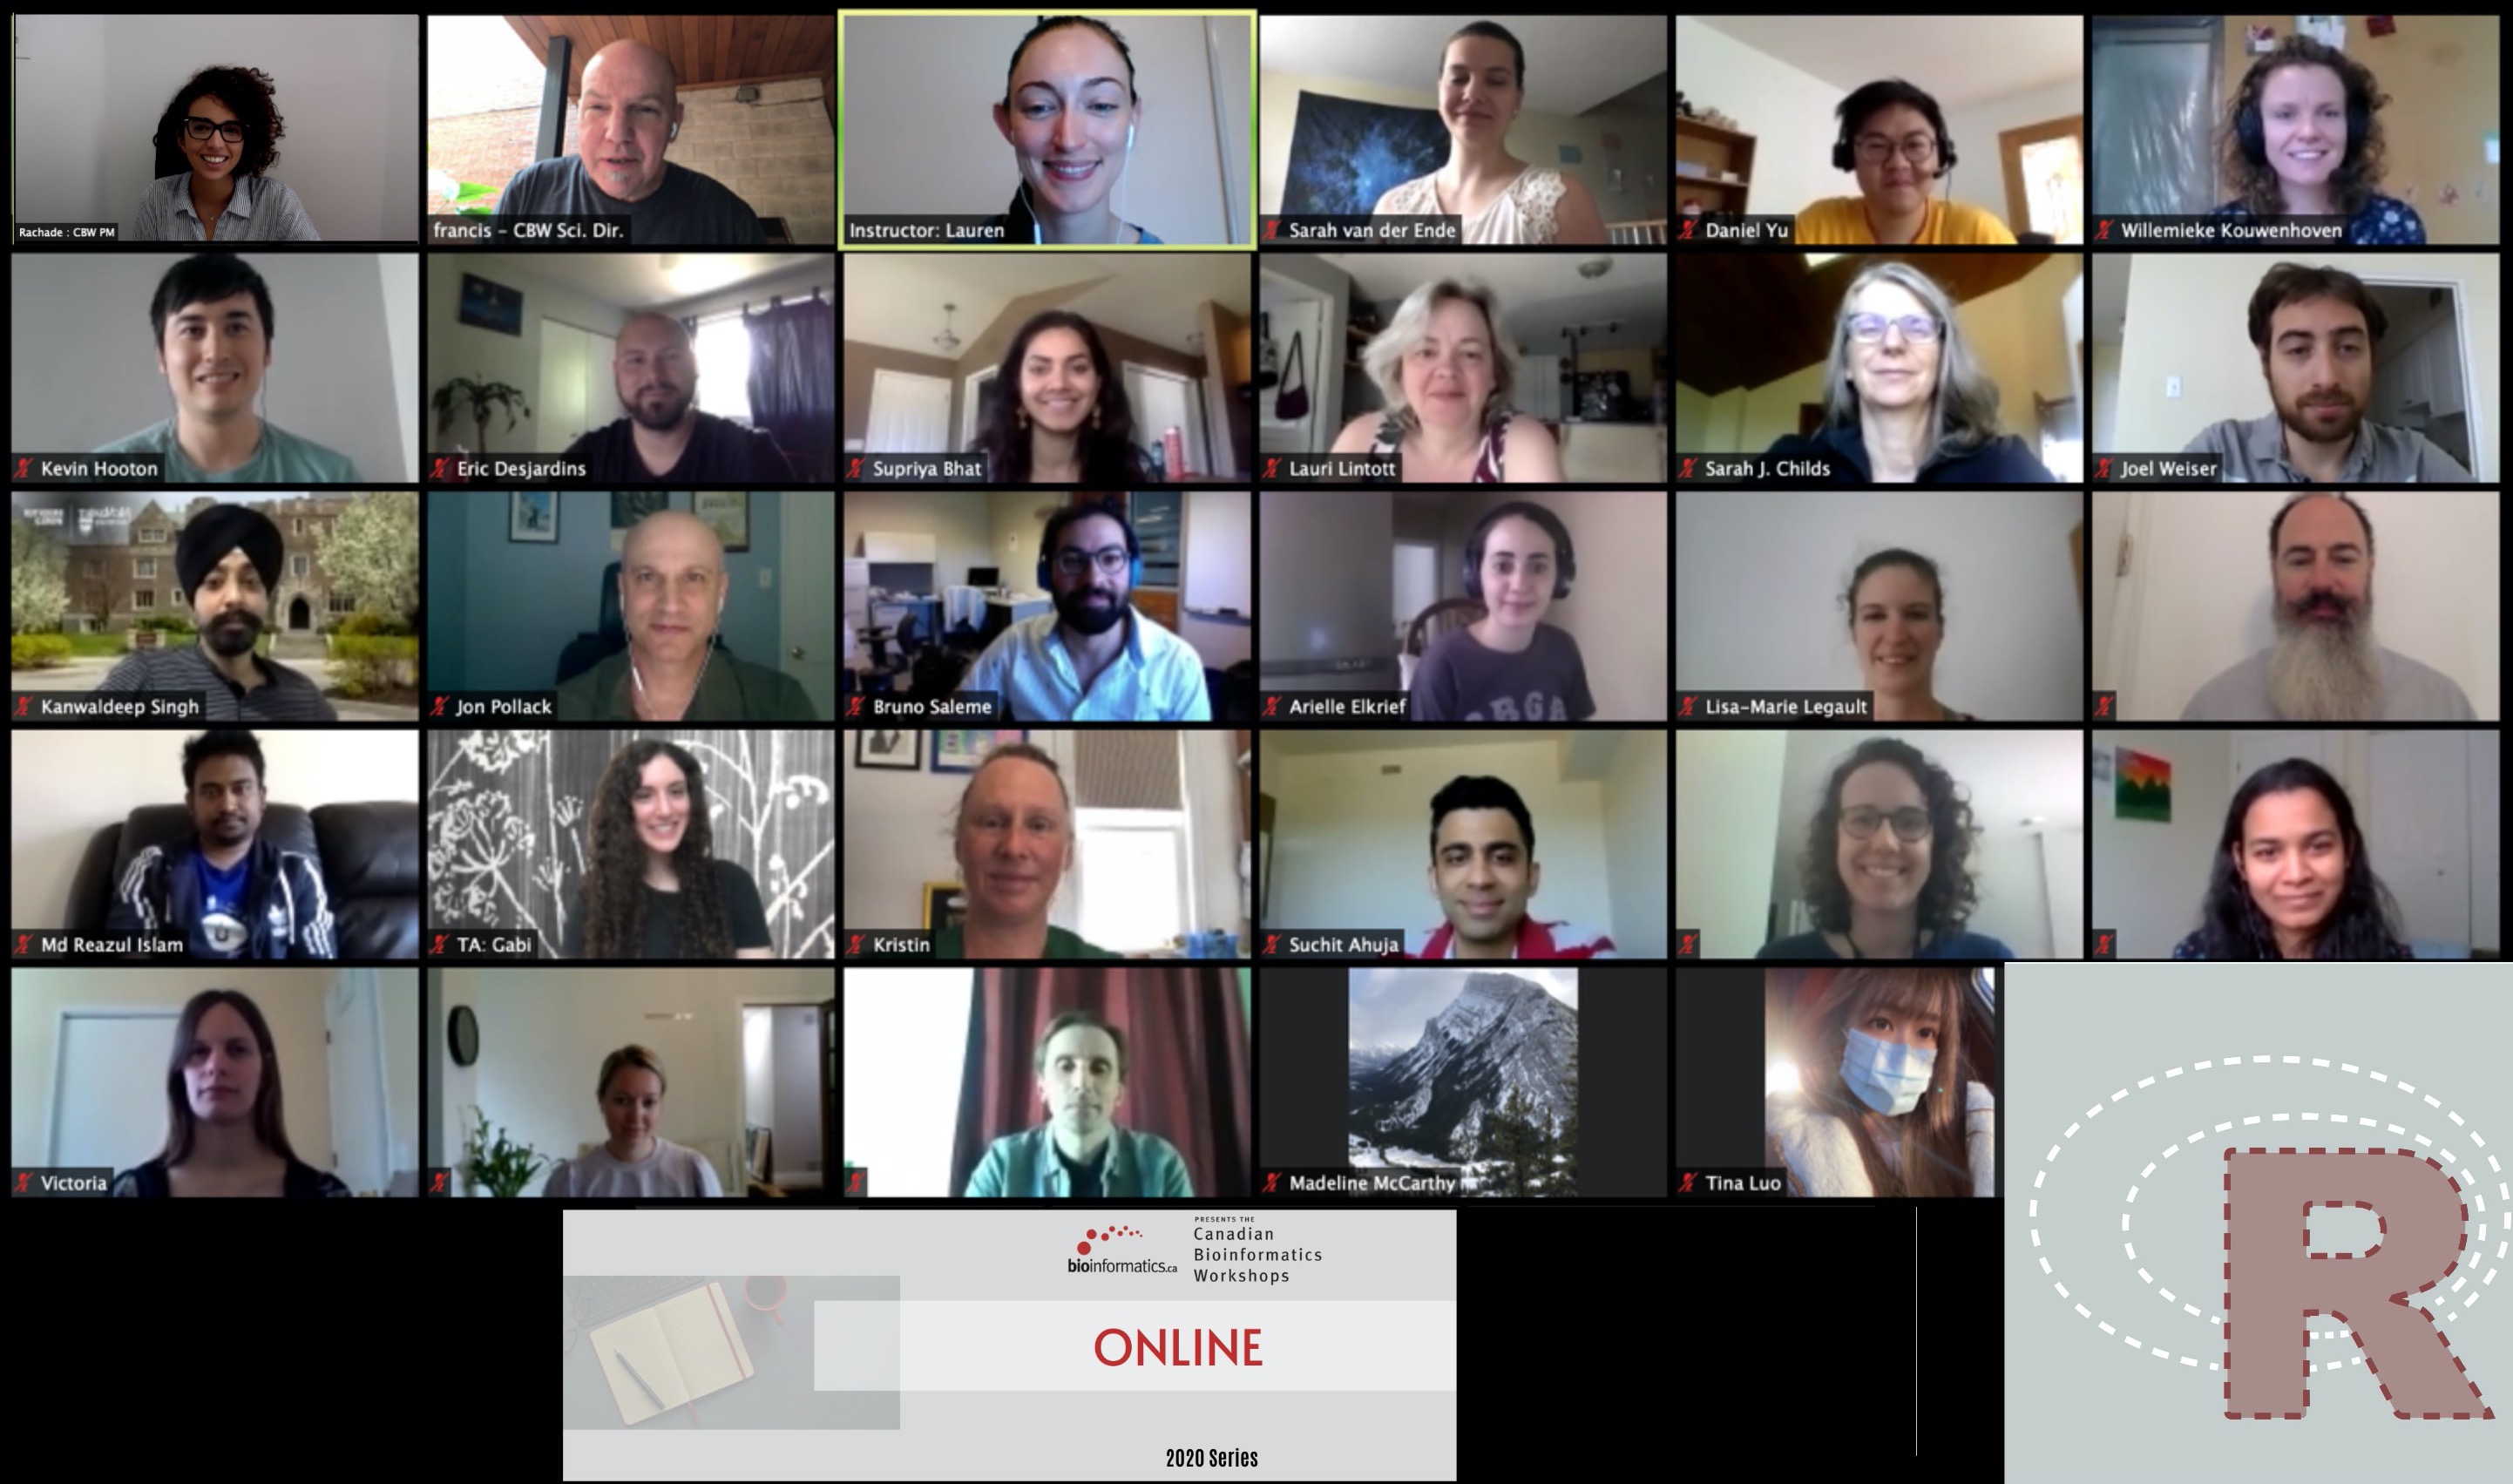 Rachade : CBW PM
francis – CBW Sci. Dir.
Instructor: Lauren
Sarah van der Ende
Daniel Yu
Willemieke Kouwenhoven
Kevin Hooton
Eric Desjardins
Supriya Bhat
Lauri Lintott
Sarah J. Childs
Joel Weiser
Kanwaldeep Singh
Jon Pollack
Bruno Saleme
Arielle Elkrief
Lisa-Marie Legault
Md Reazul Islam
TA: Gabi
Kristin
Suchit Ahuja
Victoria
Madeline McCarthy
Tina Luo
R
bioinformatics.ca
PRESENTS THE
Canadian
Bioinformatics
Workshops
ONLINE
2020 Series